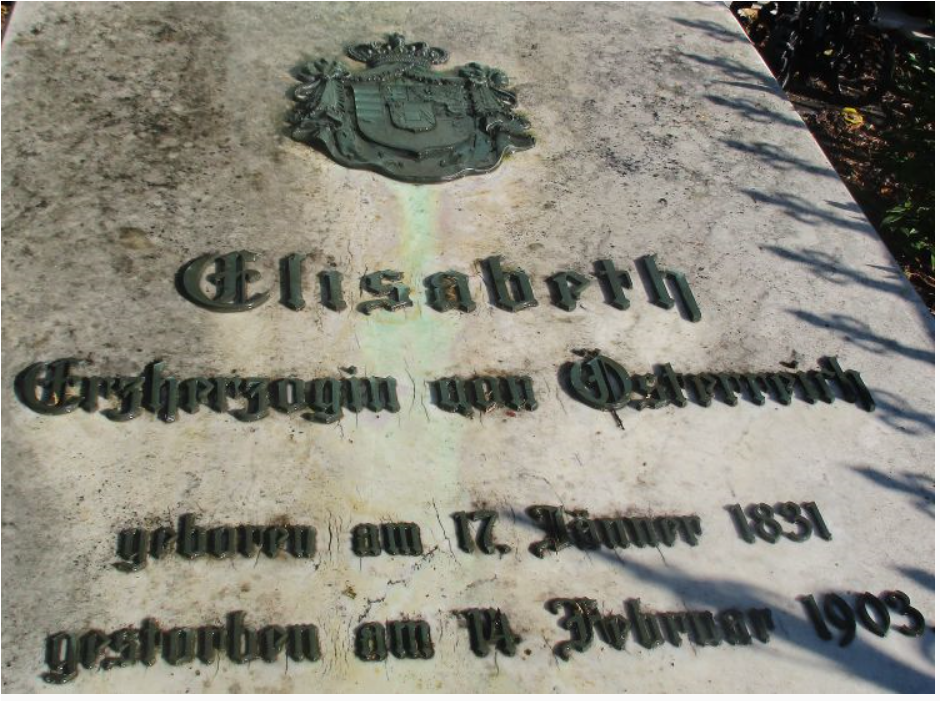 Elisabeth
Erzherzogin von Österreich
geboren am 17. Jänner 1831
gestorben am 14. Februar 1903.